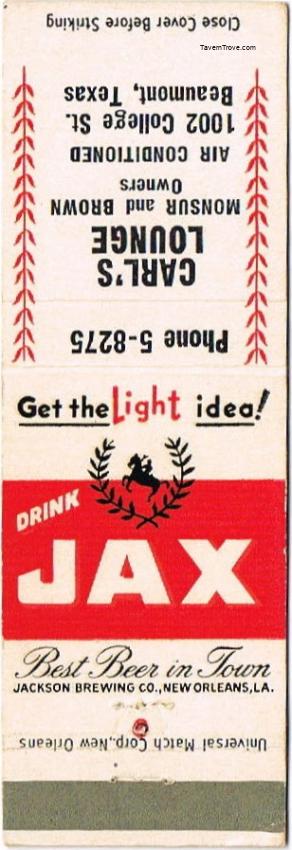 Close Cover Before Striking
TavernTrove.com
Phone 5-8275
CARL'S
LOUNGE
MONSUR and BROWN
Owners
AIR CONDITIONED
1002 College St.
Beaumont, Texas
Get the Light idea!
DRINK
JAX
Best Beer in Town
JACKSON BREWING CO., NEW ORLEANS, LA.
Universal Match Corp., New Orleans